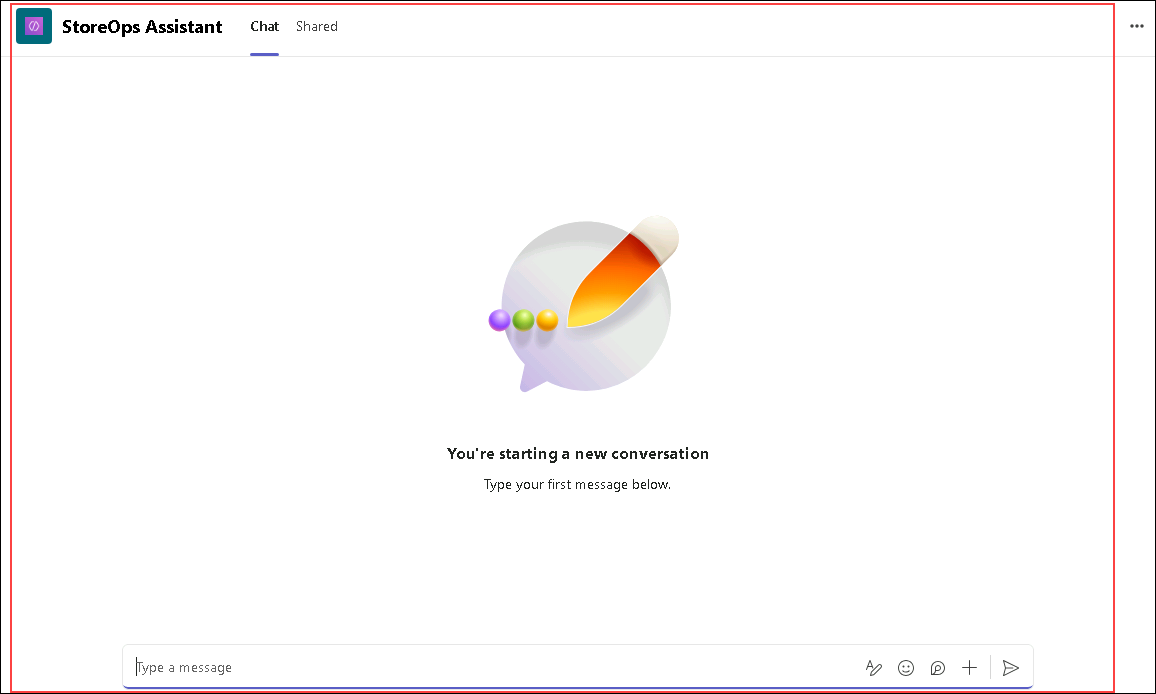 StoreOps Assistant Chat Shared
You're starting a new conversation
Type your first message below.
Type a message